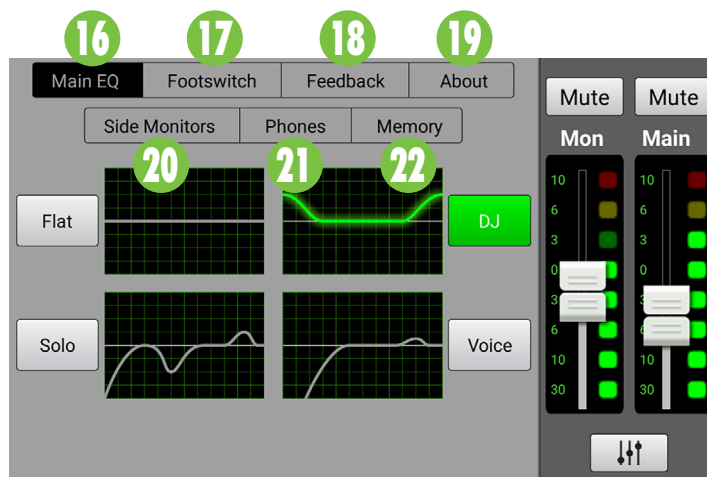 16 17 18 19
Main EQ Footswitch Feedback About
Side Monitors Phones Memory
20 21 22
Flat DJ
Solo Voice
Mute Mute
Mon Main
10 10
6 6
3 3
0 0
3 3
6 6
10 10
30 30